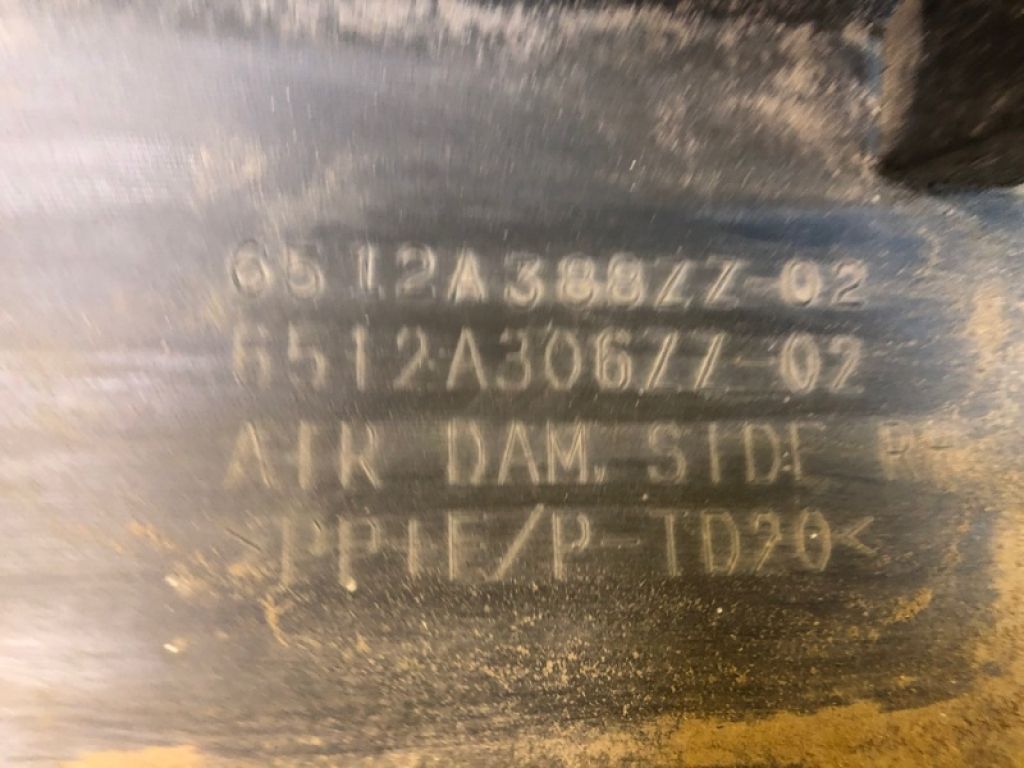 6512A388ZZ-02
6512A306ZZ-02
AIR DAM, SIDE
>PP+E/P-TD20<